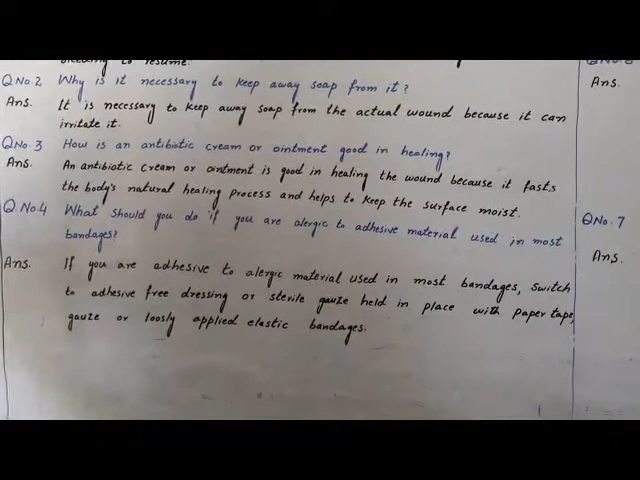 bleeding to resume.
Q No.2 Why is it necessary to keep away soap from it?
Ans. It is necessary to keep away soap from the actual wound because it can
irritate it.
Q No. 3 How is an antibiotic cream or ointment good in healing?
Ans. An antibiotic cream or ointment is good in healing the wound because it fasts
the body's natural healing process and helps to keep the surface moist.
Q No.4 What should you do if you are alergic to adhesive material used in most
bandages?
Ans. If you are adhesive to alergic material used in most bandages, switch
to adhesive free dressing or sterile gauze held in place with paper tape,
gauze or loosly applied elastic bandages.
Ans.
QNo. 7
Ans.